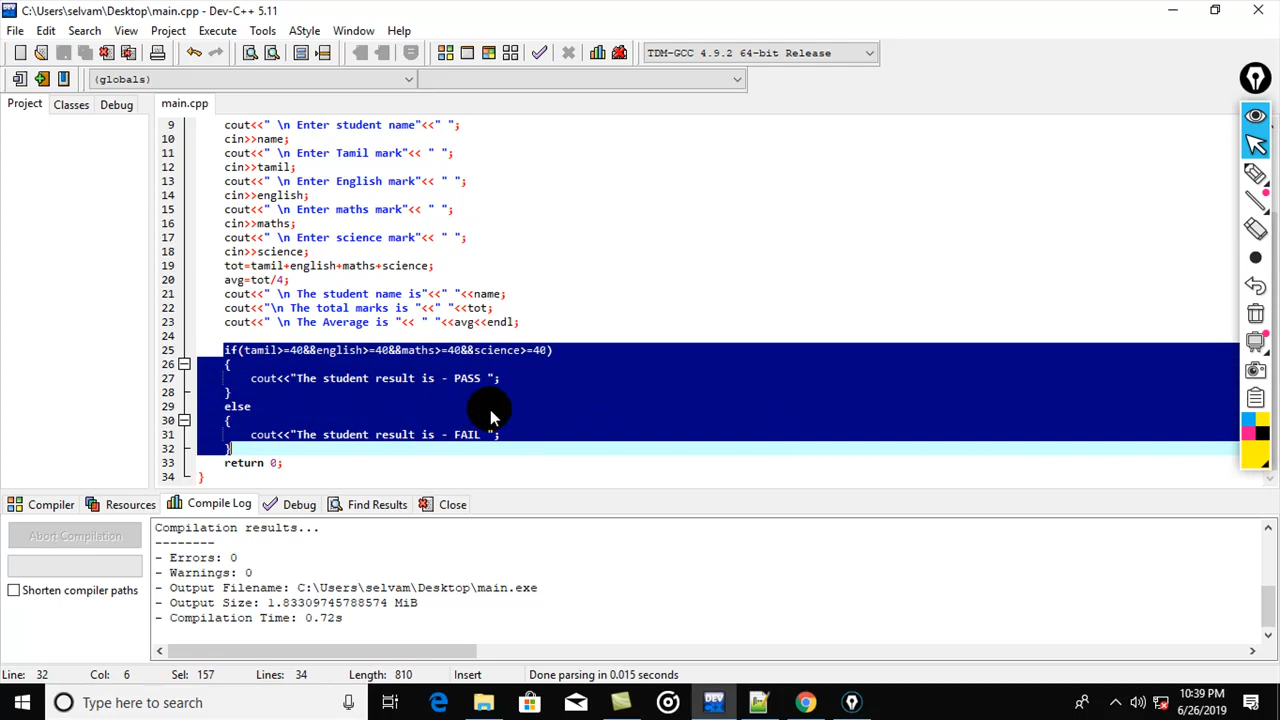 C:\Users\selvam\Desktop\main.cpp - Dev-C++ 5.11
File Edit Search View Project Execute Tools AStyle Window Help
TDM-GCC 4.9.2 64-bit Release
(globals)
Project Classes Debug main.cpp
9 cout<<" \n Enter student name"<<" ";
10 cin>>name;
11 cout<<" \n Enter Tamil mark"<< " ";
12 cin>>tamil;
13 cout<<" \n Enter English mark"<< " ";
14 cin>>english;
15 cout<<" \n Enter maths mark"<< " ";
16 cin>>maths;
17 cout<<" \n Enter science mark"<< " ";
18 cin>>science;
19 tot=tamil+english+maths+science;
20 avg=tot/4;
21 cout<<" \n The student name is"<<" "<<name;
22 cout<<"\n The total marks is "<<" "<<tot;
23 cout<<" \n The Average is "<< " "<<avg<<endl;
24
25 if(tamil>=40&&english>=40&&maths>=40&&science>=40)
26 {
27 cout<<"The student result is - PASS ";
28 }
29 else
30 {
31 cout<<"The student result is - FAIL ";
32 }
33 return 0;
34 }
Compiler Resources Compile Log Debug Find Results Close
Abort Compilation
Shorten compiler paths
Compilation results...
--------
- Errors: 0
- Warnings: 0
- Output Filename: C:\Users\selvam\Desktop\main.exe
- Output Size: 1.83309745788574 MiB
- Compilation Time: 0.72s
Line: 32 Col: 6 Sel: 157 Lines: 34 Length: 810 Insert Done parsing in 0.015 seconds
Type here to search
DEV
10:39 PM
6/26/2019